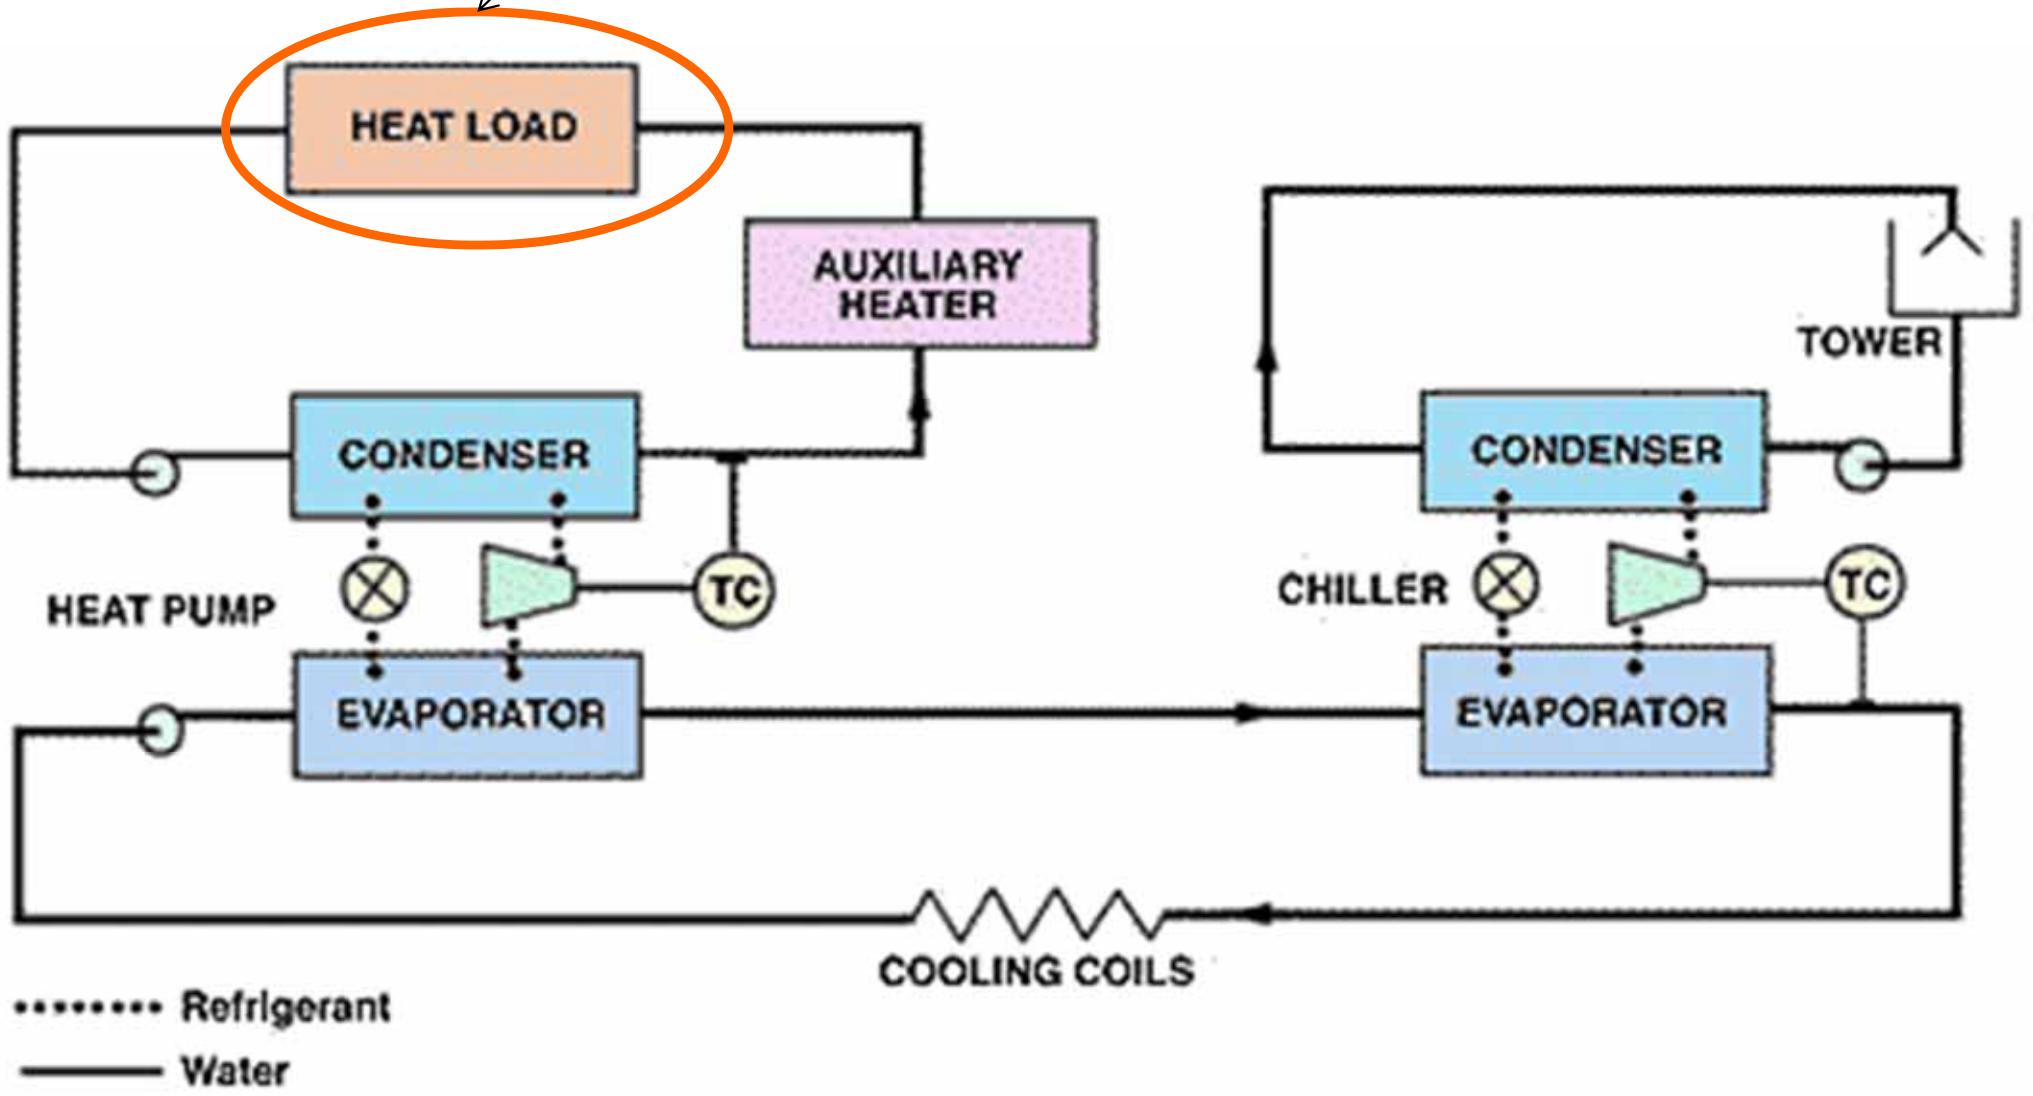 HEAT LOAD
AUXILIARY
HEATER
TOWER
CONDENSER
CONDENSER
HEAT PUMP
TC
CHILLER
TC
EVAPORATOR
EVAPORATOR
COOLING COILS
Refrigerant
Water